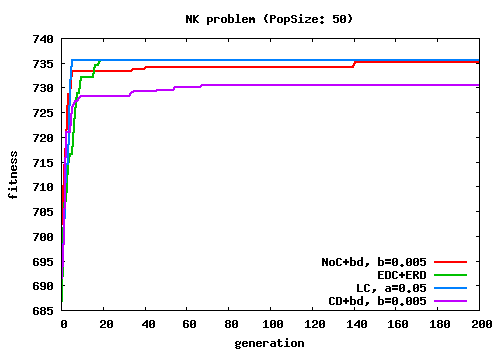 NK problem (PopSize: 50)
740
735
730
725
720
715
710
705
700
695
690
685
fitness
NoC+bd, b=0.005
EDC+ERD
LC, a=0.05
CD+bd, b=0.005
0 20 40 60 80 100 120 140 160 180 200
generation